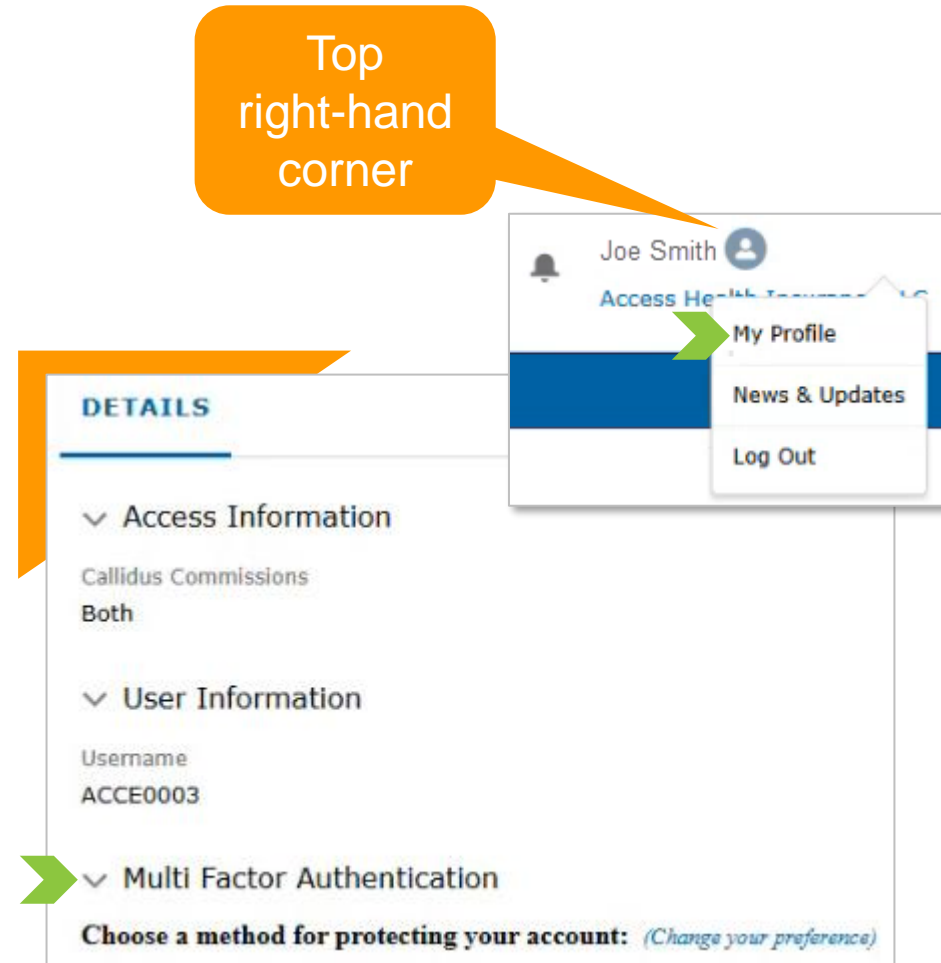 Top
right-hand
corner
Joe Smith
Access
My Profile
News & Updates
Log Out
DETAILS
Access Information
Callidus Commissions
Both
User Information
Username
ACCE0003
Multi Factor Authentication
Choose a method for protecting your account: (Change your preference)